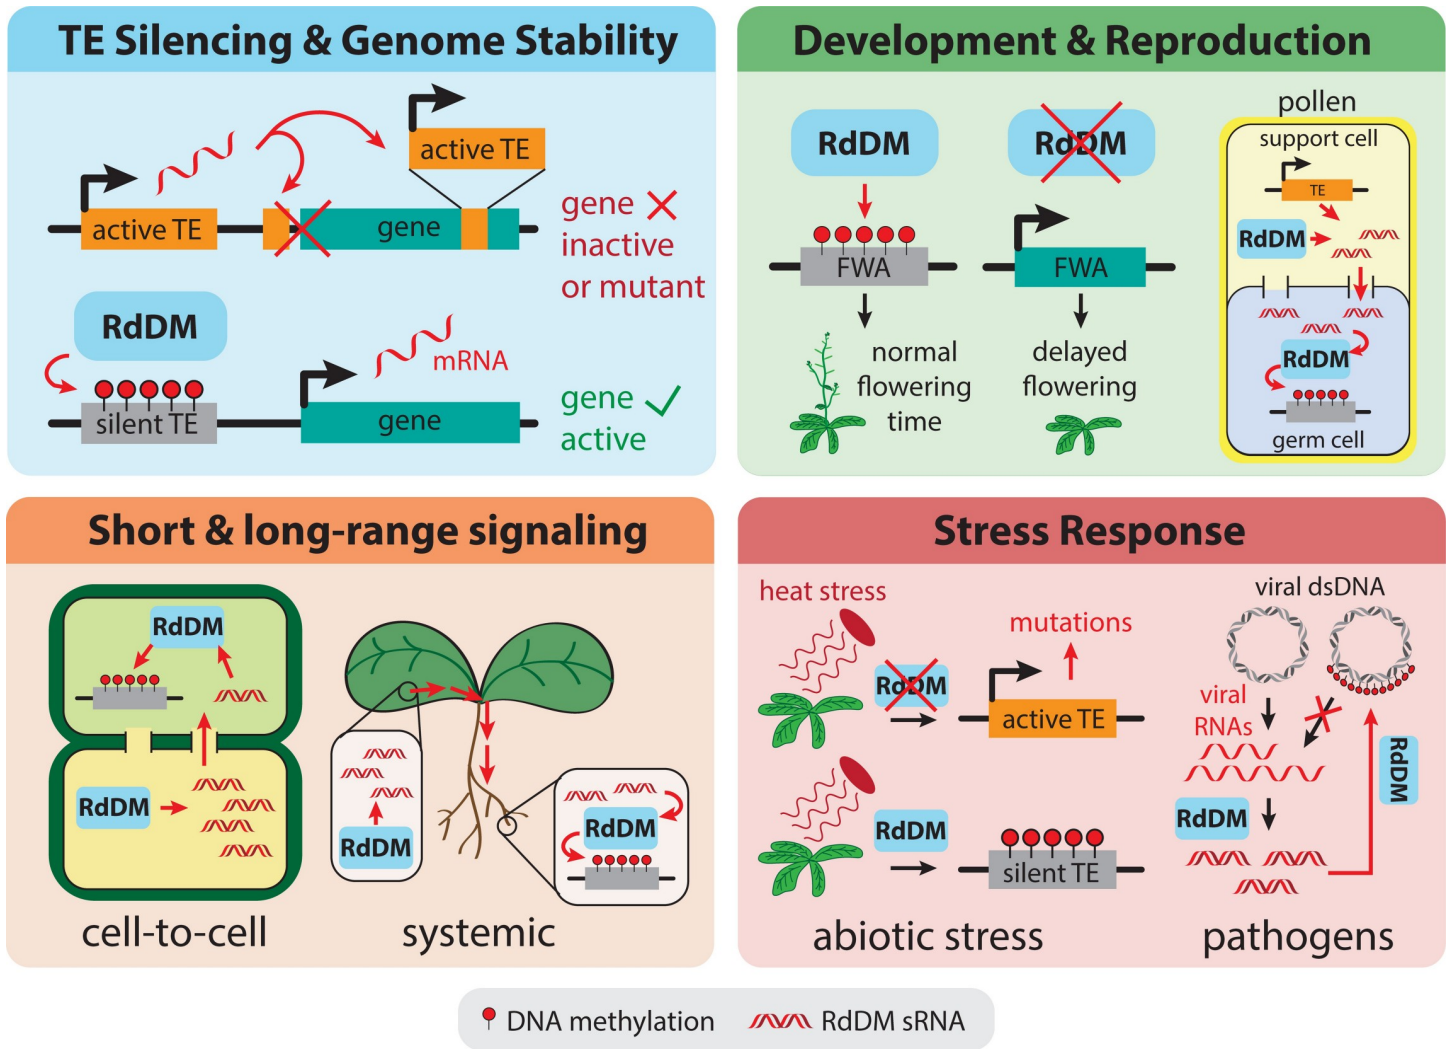 TE Silencing & Genome Stability
active TE
active TE
gene
gene
inactive
or mutant
RdDM
mRNA
silent TE
gene
gene
active
Development & Reproduction
RdDM
FWA
normal
flowering
time
RdDM
FWA
delayed
flowering
pollen
support cell
TE
RdDM
RdDM
germ cell
Short & long-range signaling
RdDM
RdDM
cell-to-cell
RdDM
RdDM
systemic
Stress Response
heat stress
RdDM
mutations
active TE
RdDM
silent TE
abiotic stress
viral dsDNA
viral
RNAs
RdDM
RdDM
pathogens
DNA methylation
RdDM sRNA